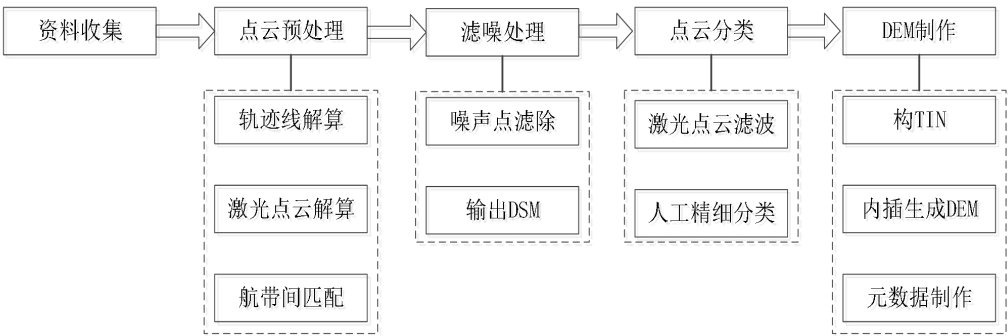 资料收集
点云预处理
滤噪处理
点云分类
DEM制作
轨迹线解算
激光点云解算
航带间匹配
噪声点滤除
输出DSM
激光点云滤波
人工精细分类
构TIN
内插生成DEM
元数据制作